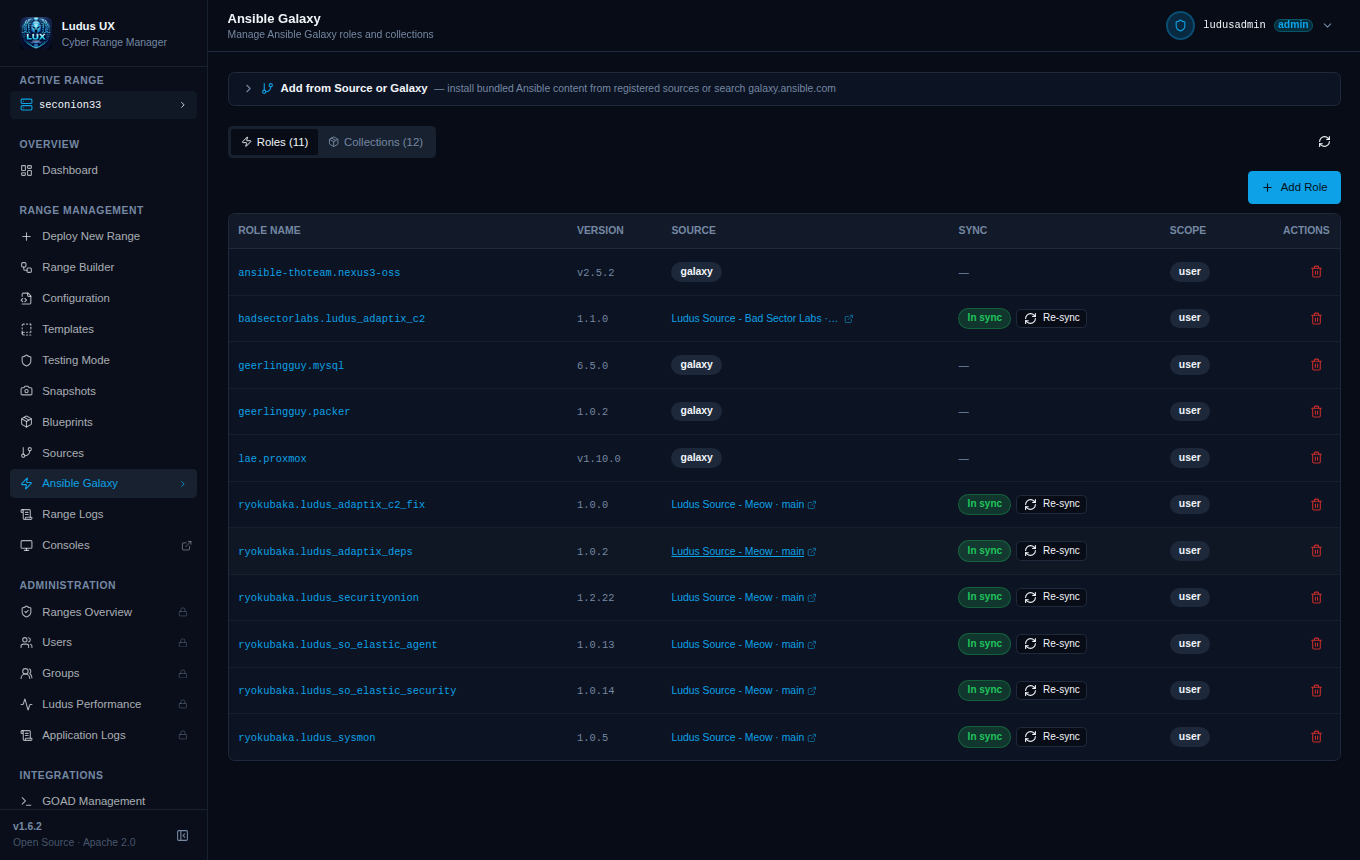 Ludus UX
Cyber Range Manager
ACTIVE RANGE
seconion33
OVERVIEW
Dashboard
RANGE MANAGEMENT
Deploy New Range
Range Builder
Configuration
Templates
Testing Mode
Snapshots
Blueprints
Sources
Ansible Galaxy
Range Logs
Consoles
ADMINISTRATION
Ranges Overview
Users
Groups
Ludus Performance
Application Logs
INTEGRATIONS
GOAD Management
v1.6.2
Open Source · Apache 2.0
Ansible Galaxy
Manage Ansible Galaxy roles and collections
ludusadmin admin
Add from Source or Galaxy — install bundled Ansible content from registered sources or search galaxy.ansible.com
Roles (11) Collections (12)
Add Role
ROLE NAME VERSION SOURCE SYNC SCOPE ACTIONS
ansible-thoteam.nexus3-oss v2.5.2 galaxy — user
badsectorlabs.ludus_adaptix_c2 1.1.0 Ludus Source - Bad Sector Labs ·… In sync Re-sync user
geerlingguy.mysql 6.5.0 galaxy — user
geerlingguy.packer 1.0.2 galaxy — user
lae.proxmox v1.10.0 galaxy — user
ryokubaka.ludus_adaptix_c2_fix 1.0.0 Ludus Source - Meow · main In sync Re-sync user
ryokubaka.ludus_adaptix_deps 1.0.2 Ludus Source - Meow · main In sync Re-sync user
ryokubaka.ludus_securityonion 1.2.22 Ludus Source - Meow · main In sync Re-sync user
ryokubaka.ludus_so_elastic_agent 1.0.13 Ludus Source - Meow · main In sync Re-sync user
ryokubaka.ludus_so_elastic_security 1.0.14 Ludus Source - Meow · main In sync Re-sync user
ryokubaka.ludus_sysmon 1.0.5 Ludus Source - Meow · main In sync Re-sync user